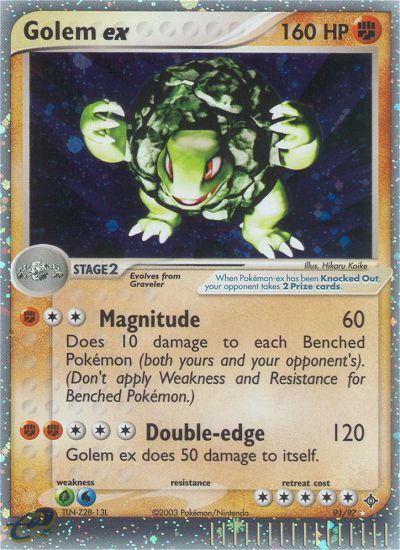 Golem ex 160 HP
Illus. Hikaru Koike
STAGE2
Evolves from
Graveler
When Pokémon-ex has been Knocked Out,
your opponent takes 2 Prize cards.
Magnitude 60
Does 10 damage to each Benched
Pokémon (both yours and your opponent's).
(Don't apply Weakness and Resistance for
Benched Pokémon.)
Double-edge 120
Golem ex does 50 damage to itself.
weakness resistance retreat cost
TLN-Z28-13L ©2003 Pokémon/Nintendo 91/97
e